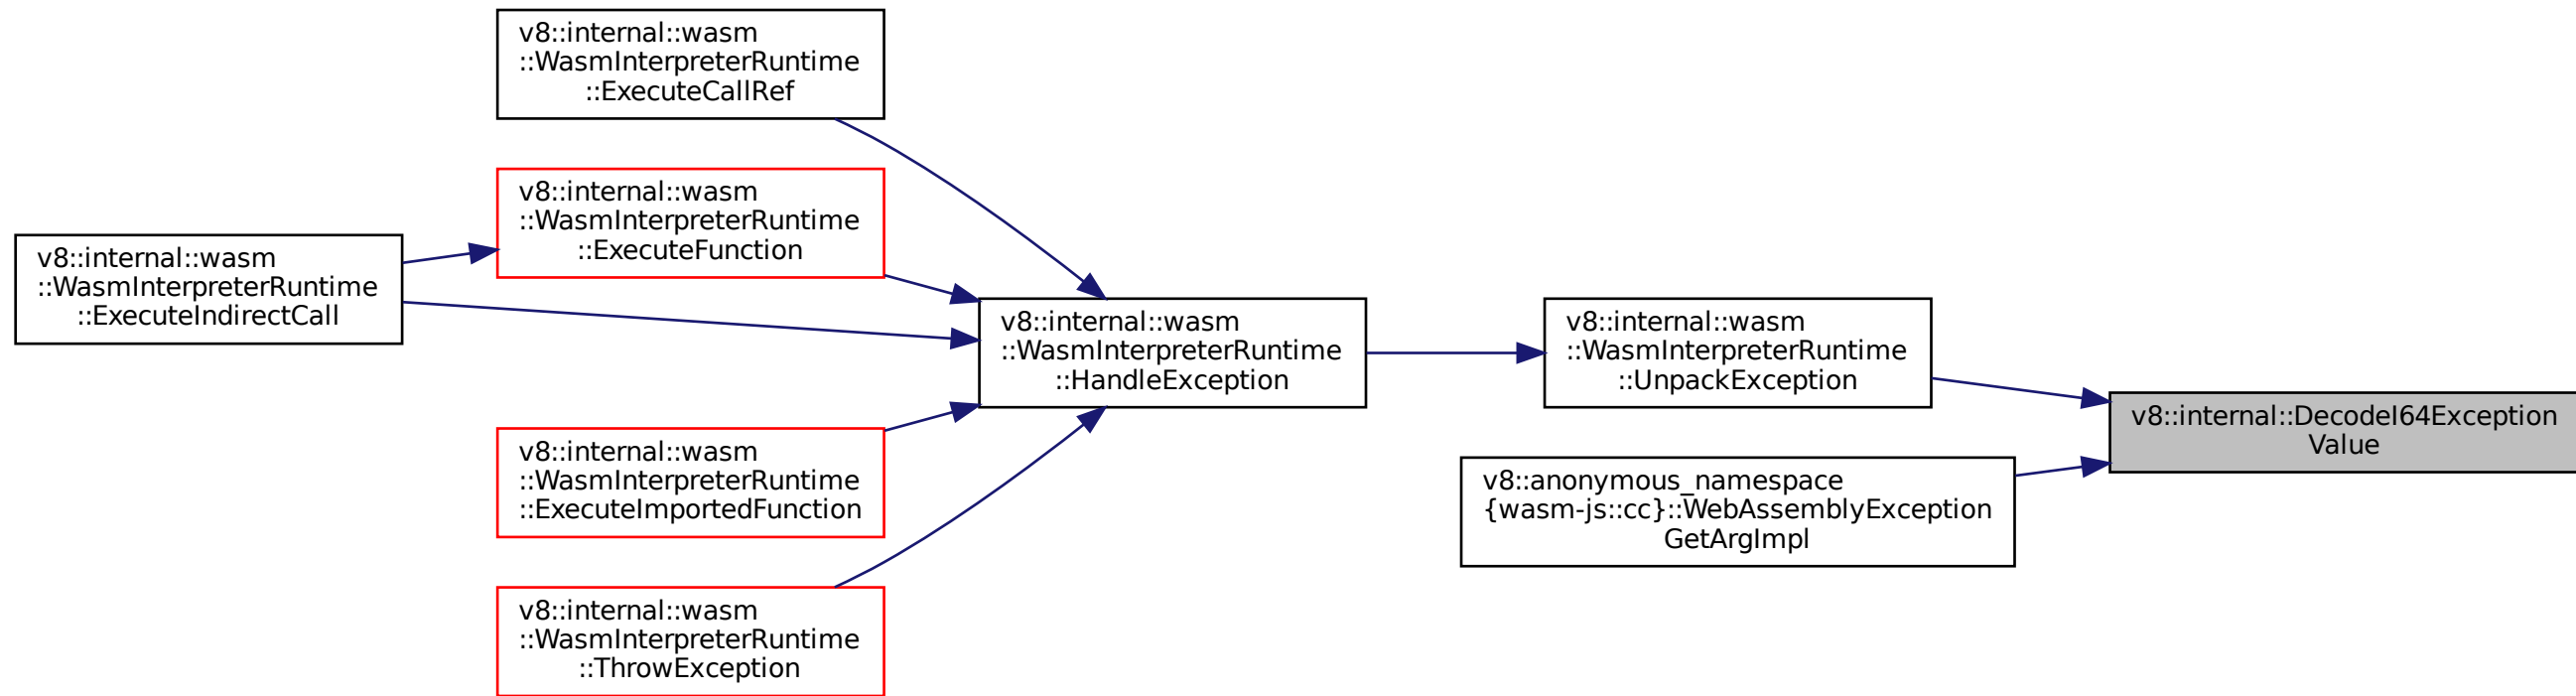 v8::internal::wasm
::WasmInterpreterRuntime
::ExecuteCallRef
v8::internal::wasm
::WasmInterpreterRuntime
::ExecuteFunction
v8::internal::wasm
::WasmInterpreterRuntime
::ExecuteIndirectCall
v8::internal::wasm
::WasmInterpreterRuntime
::HandleException
v8::internal::wasm
::WasmInterpreterRuntime
::UnpackException
v8::internal::DecodeI64Exception
Value
v8::internal::wasm
::WasmInterpreterRuntime
::ExecuteImportedFunction
v8::anonymous_namespace
{wasm-js::cc}::WebAssemblyException
GetArgImpl
v8::internal::wasm
::WasmInterpreterRuntime
::ThrowException